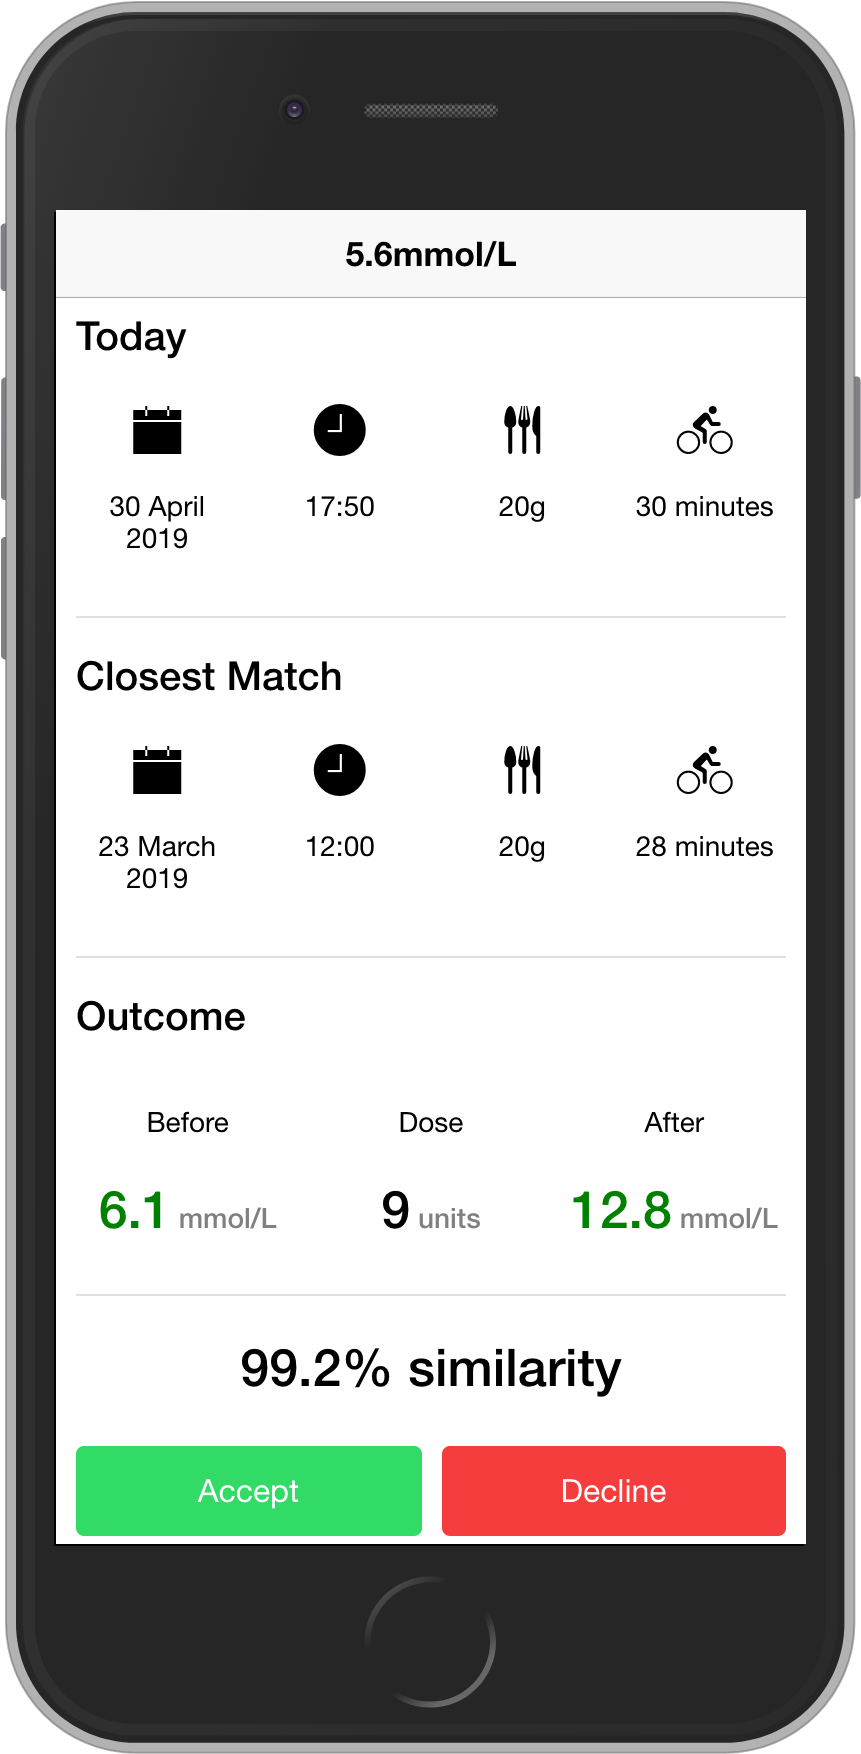 5.6mmol/L
Today
30 April 17:50 20g 30 minutes
2019
Closest Match
23 March 12:00 20g 28 minutes
2019
Outcome
Before Dose After
6.1 mmol/L 9 units 12.8 mmol/L
99.2% similarity
Accept Decline